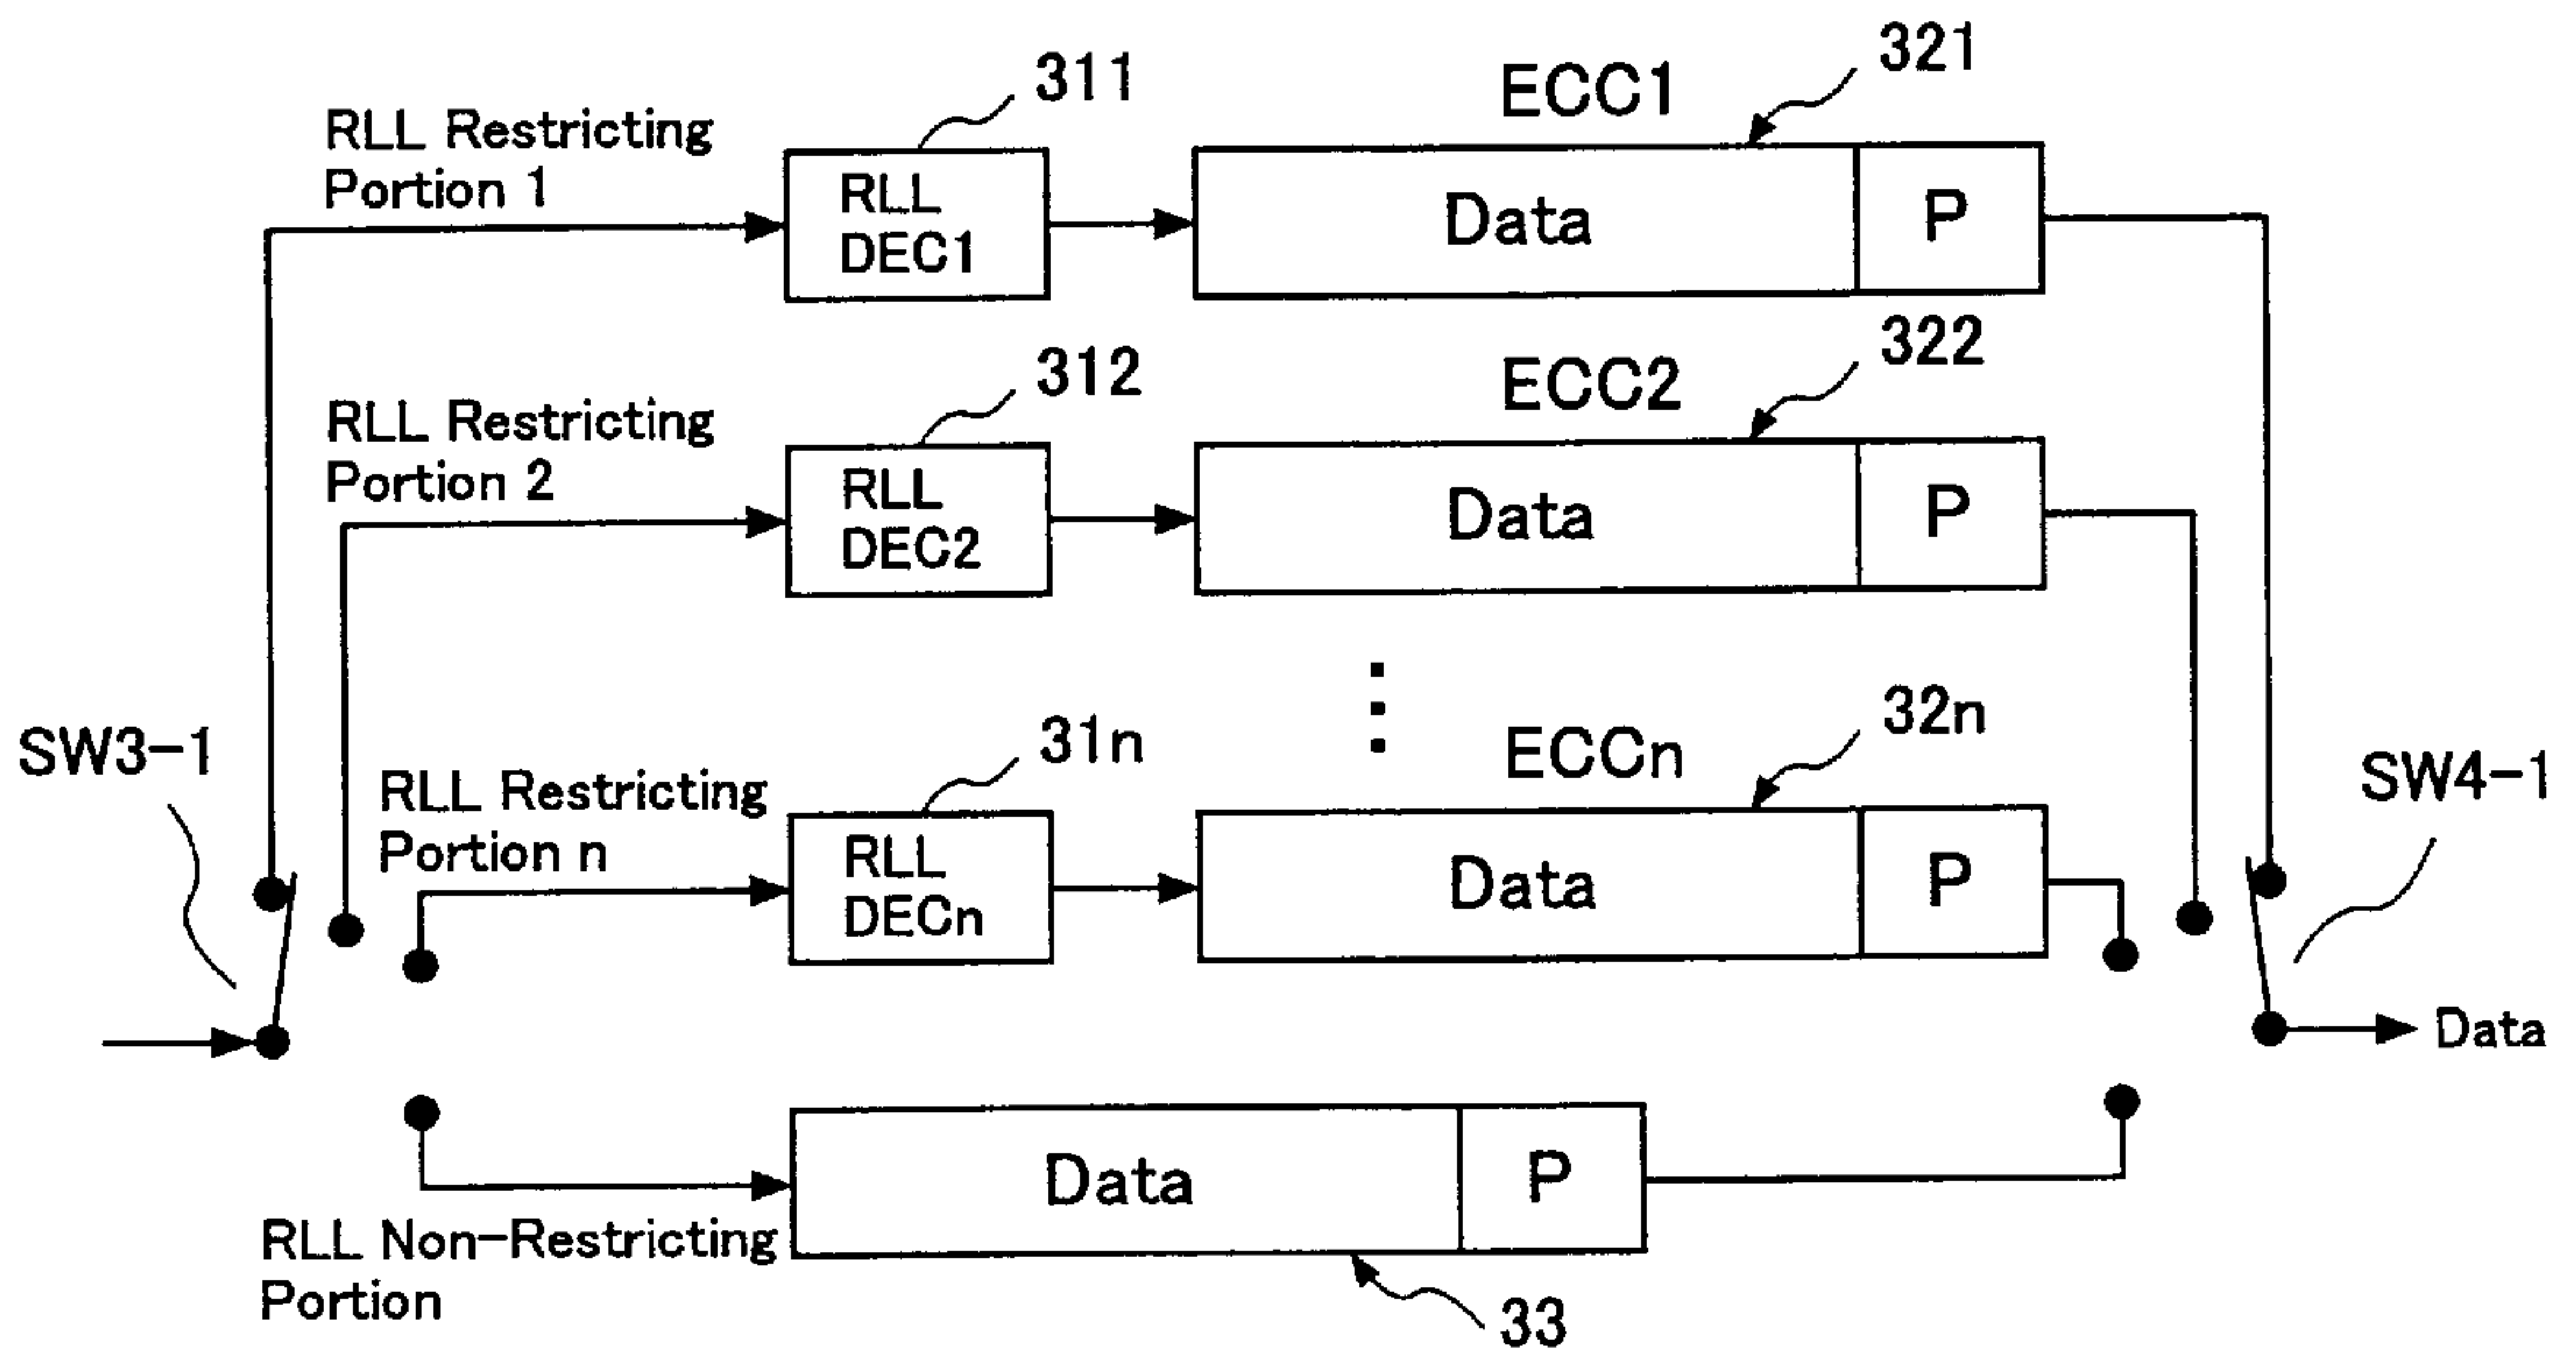 311
ECC1
321
RLL Restricting
Portion 1
RLL
DEC1
Data
P
312
ECC2
322
RLL Restricting
Portion 2
RLL
DEC2
Data
P
SW3-1
31n
ECCn
32n
SW4-1
RLL Restricting
Portion n
RLL
DECn
Data
P
Data
Data
P
RLL Non-Restricting
Portion
33